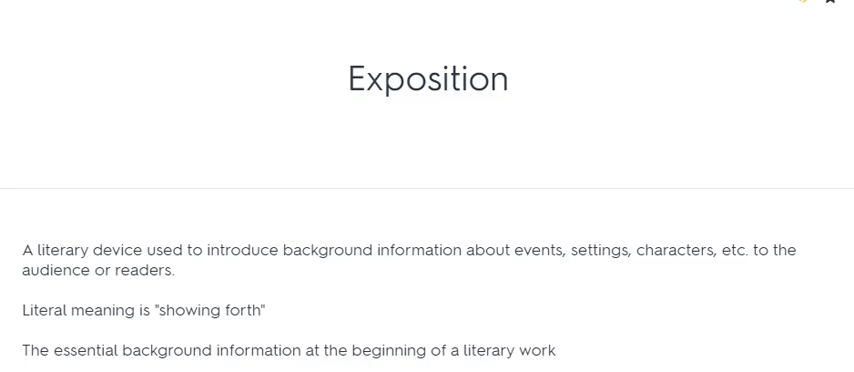 Exposition
A literary device used to introduce background information about events, settings, characters, etc. to the
audience or readers.
Literal meaning is "showing forth"
The essential background information at the beginning of a literary work